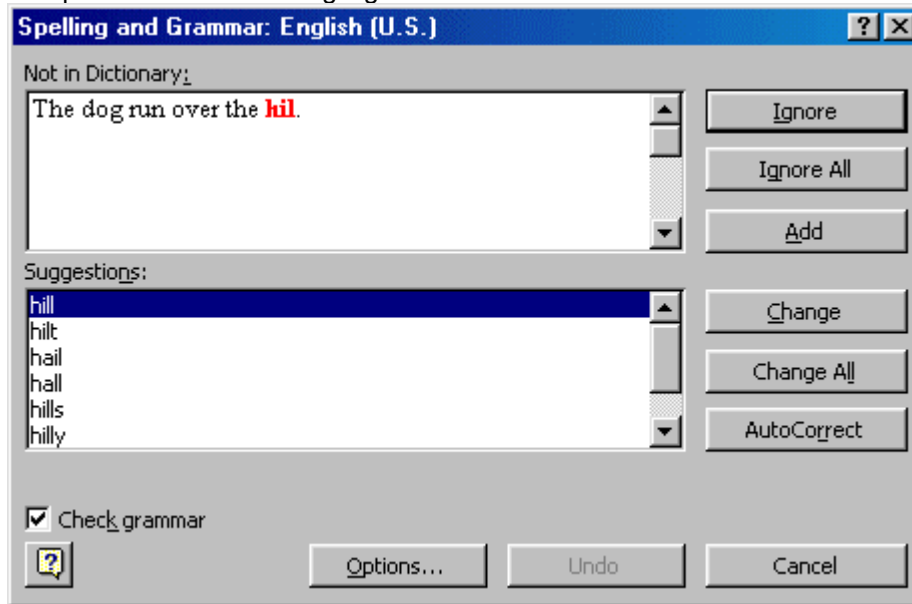 Spelling and Grammar: English (U.S.)
Not in Dictionary:
The dog run over the hil.
Ignore
Ignore All
Add
Suggestions:
hill
hilt
hail
hall
hills
hilly
Change
Change All
AutoCorrect
Check grammar
Options...
Undo
Cancel